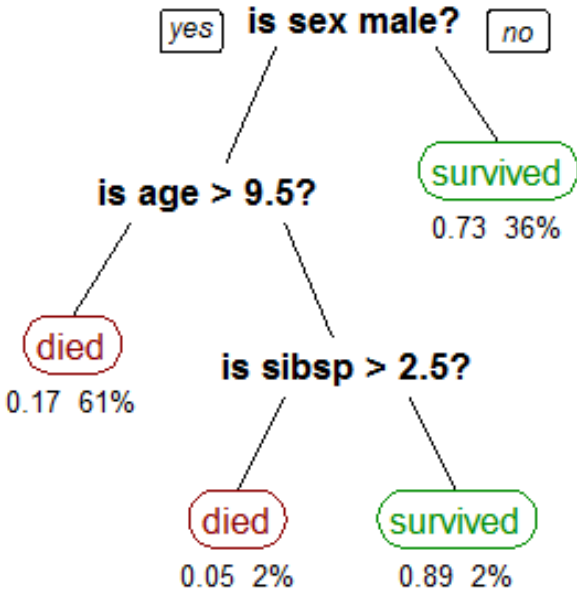 yes is sex male? no
survived
is age > 9.5?
0.73 36%
died
0.17 61%
is sibsp > 2.5?
died survived
0.05 2% 0.89 2%